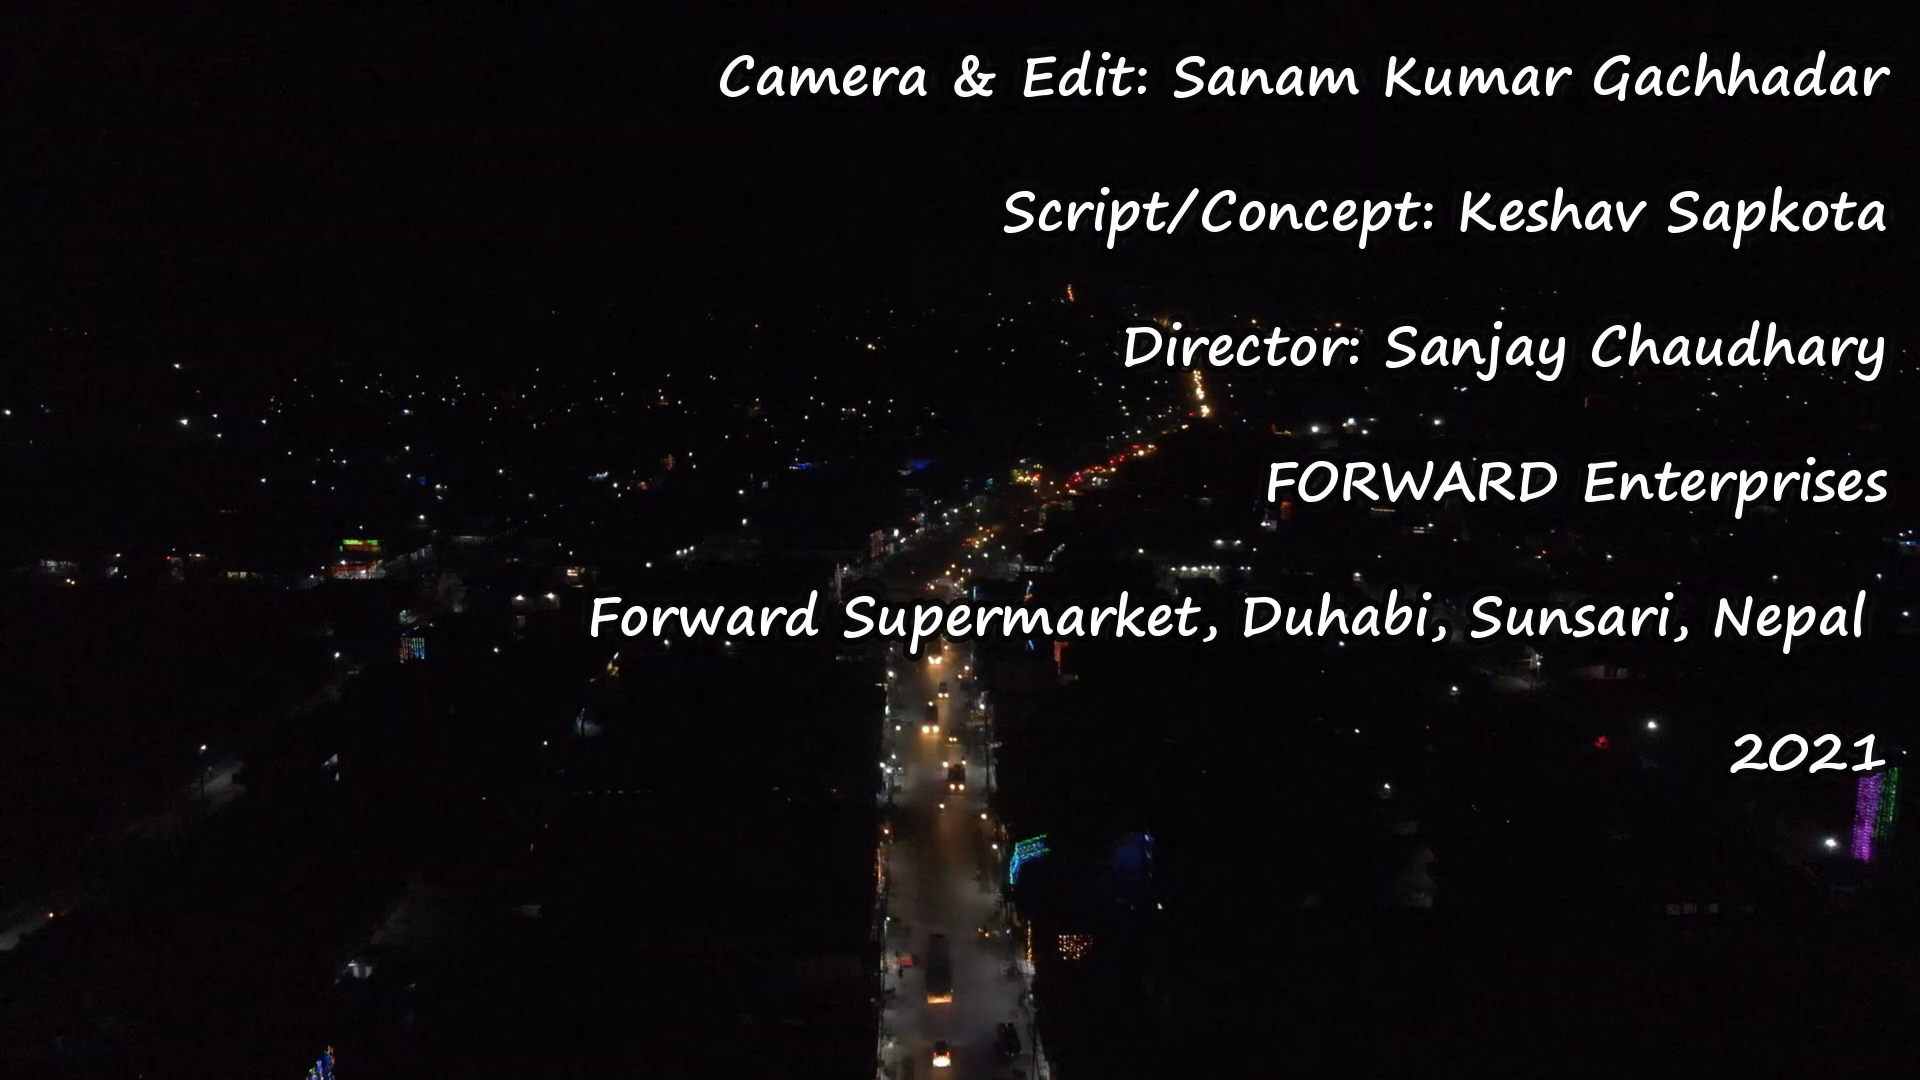 Camera & Edit: Sanam Kumar Gachhadar
Script/Concept: Keshav Sapkota
Director: Sanjay Chaudhary
FORWARD Enterprises
Forward Supermarket, Duhabi, Sunsari, Nepal
2021